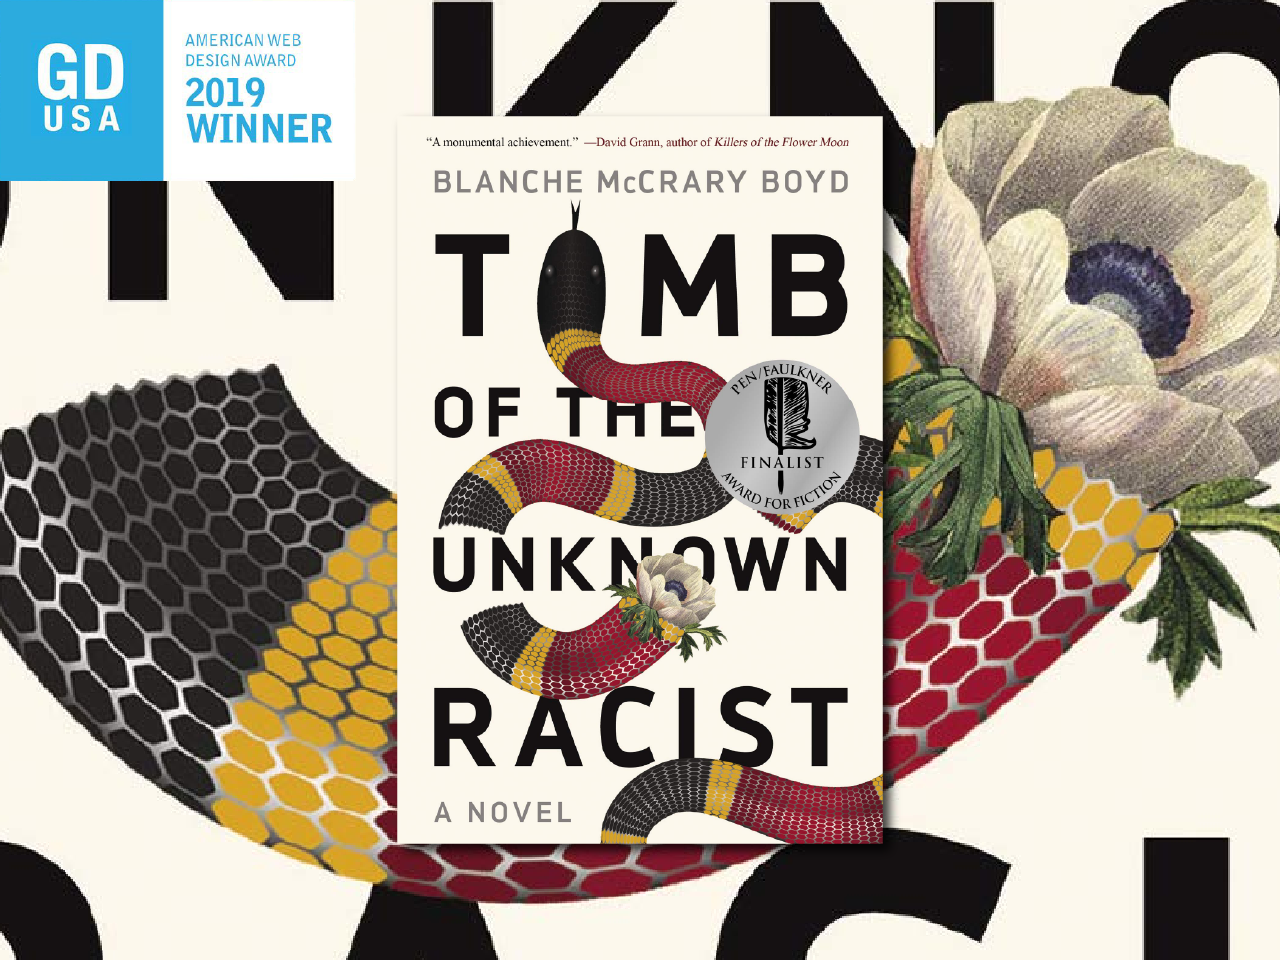 GD
USA
AMERICAN WEB
DESIGN AWARD
2019
WINNER
“A monumental achievement.” —David Grann, author of Killers of the Flower Moon
BLANCHE McCRARY BOYD
TOMB
OF THE
PEN/FAULKNER
FINALIST
AWARD FOR FICTION
UNKNOWN
RACIST
A NOVEL